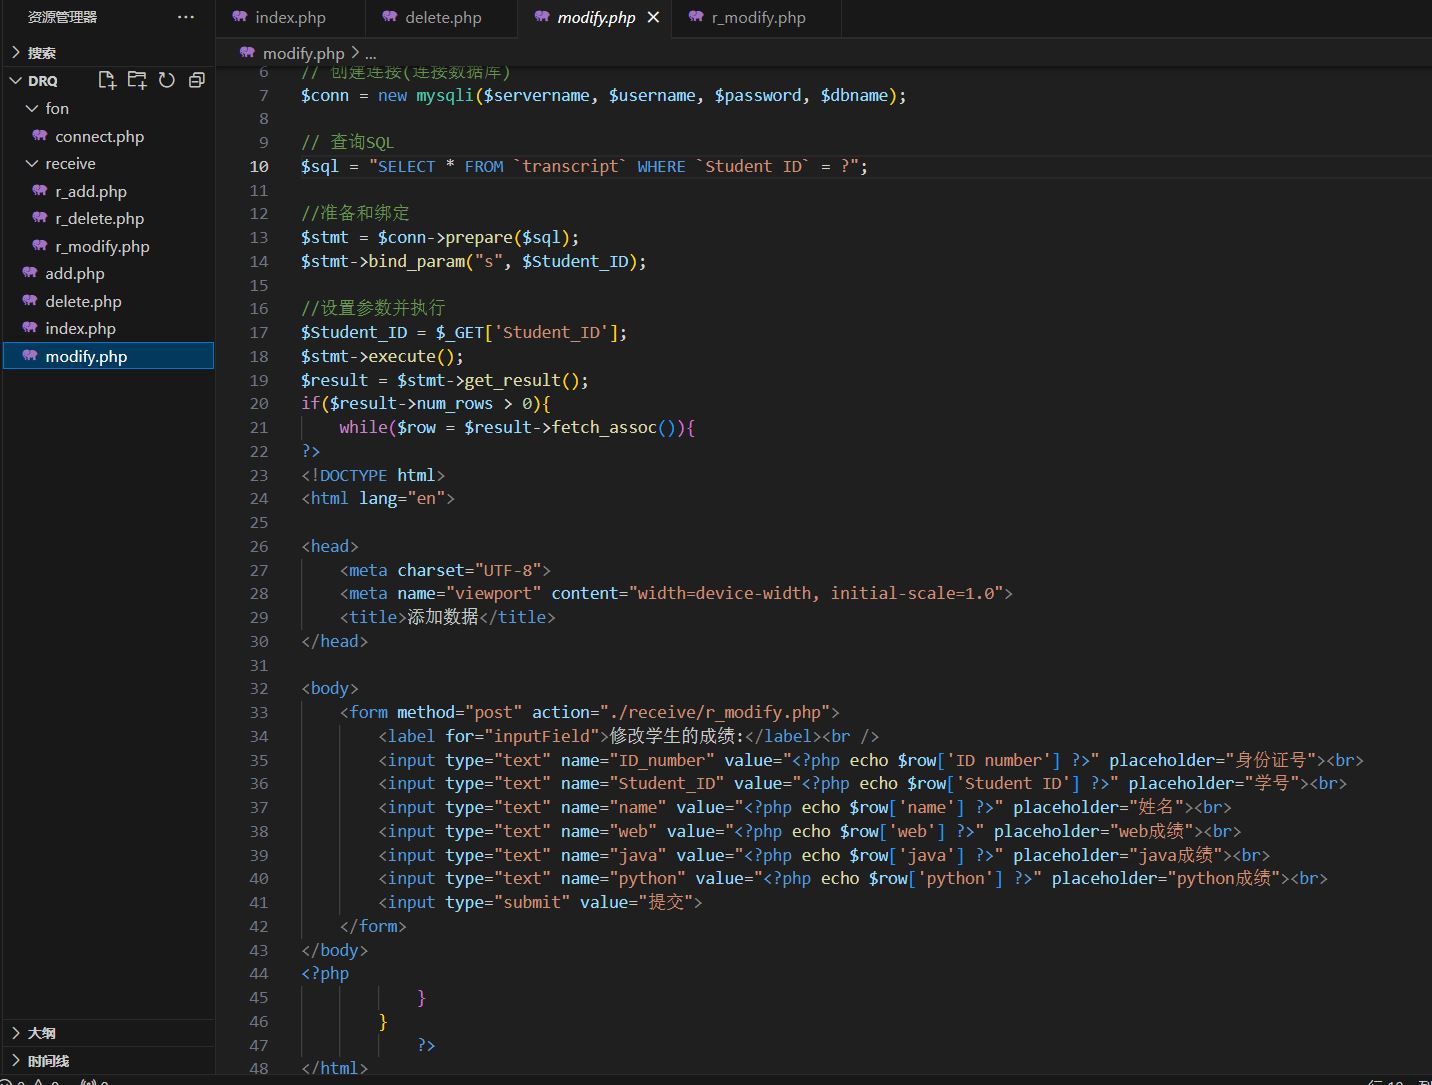 资源管理器
···
index.php
delete.php
modify.php
r_modify.php
搜索
modify.php > ...
DRQ
fon
connect.php
receive
r_add.php
r_delete.php
r_modify.php
add.php
delete.php
index.php
modify.php
大纲
时间线
6 // 创建连接(连接数据库)
7 $conn = new mysqli($servername, $username, $password, $dbname);
8
9 // 查询SQL
10 $sql = "SELECT * FROM `transcript` WHERE `Student ID` = ?";
11
12 //准备和绑定
13 $stmt = $conn->prepare($sql);
14 $stmt->bind_param("s", $Student_ID);
15
16 //设置参数并执行
17 $Student_ID = $_GET['Student_ID'];
18 $stmt->execute();
19 $result = $stmt->get_result();
20 if($result->num_rows > 0){
21 while($row = $result->fetch_assoc()){
22 ?>
23 <!DOCTYPE html>
24 <html lang="en">
25
26 <head>
27 <meta charset="UTF-8">
28 <meta name="viewport" content="width=device-width, initial-scale=1.0">
29 <title>添加数据</title>
30 </head>
31
32 <body>
33 <form method="post" action="./receive/r_modify.php">
34 <label for="inputField">修改学生的成绩:</label><br />
35 <input type="text" name="ID_number" value="<?php echo $row['ID number'] ?>" placeholder="身份证号"><br>
36 <input type="text" name="Student_ID" value="<?php echo $row['Student ID'] ?>" placeholder="学号"><br>
37 <input type="text" name="name" value="<?php echo $row['name'] ?>" placeholder="姓名"><br>
38 <input type="text" name="web" value="<?php echo $row['web'] ?>" placeholder="web成绩"><br>
39 <input type="text" name="java" value="<?php echo $row['java'] ?>" placeholder="java成绩"><br>
40 <input type="text" name="python" value="<?php echo $row['python'] ?>" placeholder="python成绩"><br>
41 <input type="submit" value="提交">
42 </form>
43 </body>
44 <?php
45 }
46 }
47 ?>
48 </html>